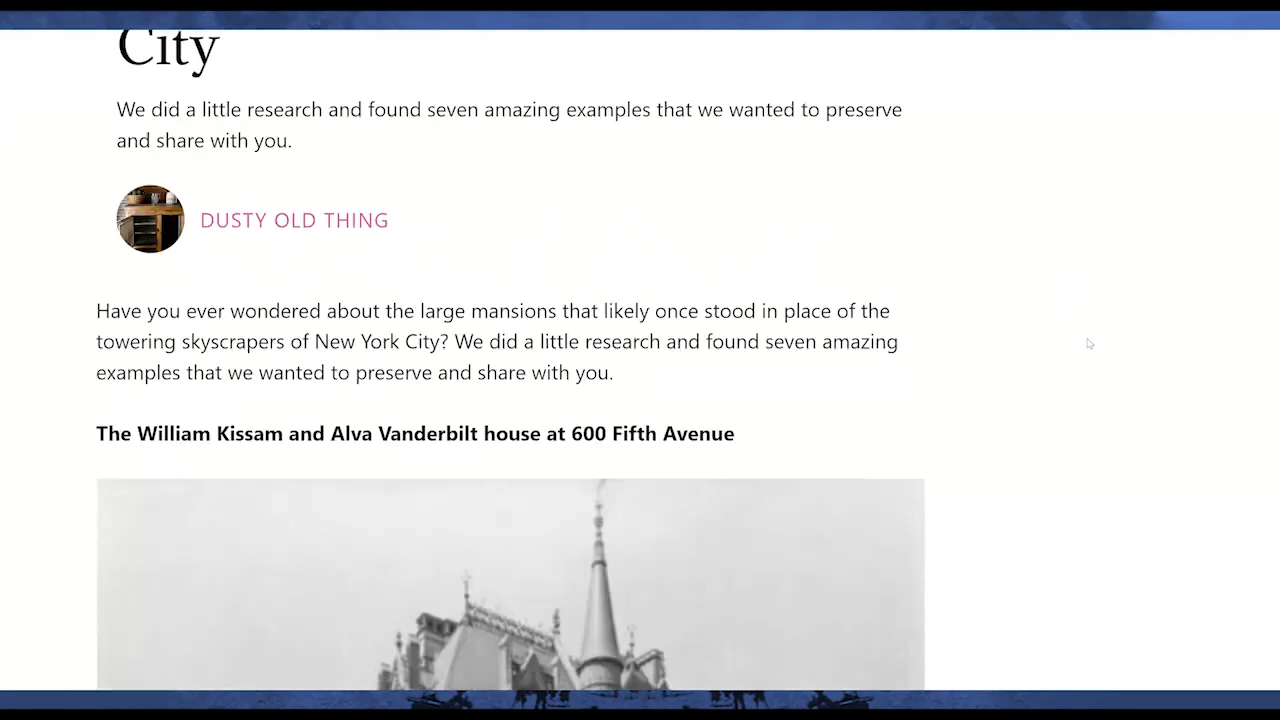 City
We did a little research and found seven amazing examples that we wanted to preserve
and share with you.
DUSTY OLD THING
Have you ever wondered about the large mansions that likely once stood in place of the
towering skyscrapers of New York City? We did a little research and found seven amazing
examples that we wanted to preserve and share with you.
The William Kissam and Alva Vanderbilt house at 600 Fifth Avenue